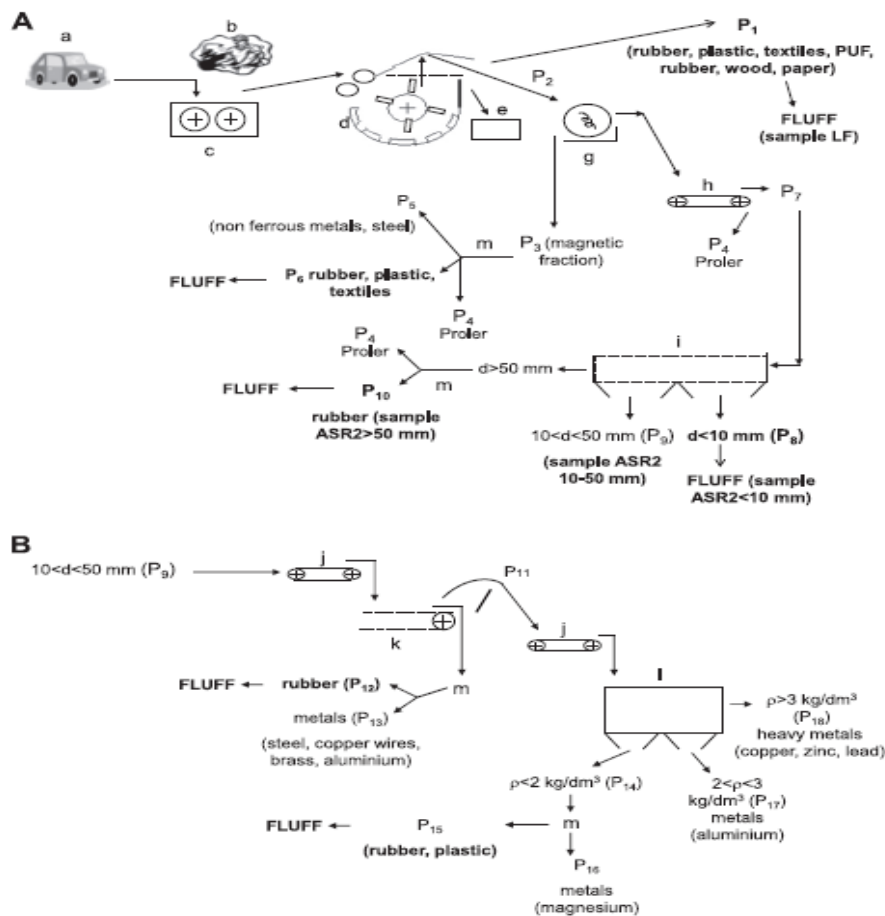 A
a
b
c
d
e
P₁
(rubber, plastic, textiles, PUF,
rubber, wood, paper)
P₂
FLUFF
(sample LF)
g
h
P₇
P₄
Proler
P₅
(non ferrous metals, steel)
m
P₃ (magnetic
fraction)
FLUFF
P₆ rubber, plastic,
textiles
P₄
Proler
P₄
Proler
i
d>50 mm
m
FLUFF
P₁₀
rubber (sample
ASR2>50 mm)
10<d<50 mm (P₉)
(sample ASR2
10-50 mm)
d<10 mm (P₈)
FLUFF (sample
ASR2<10 mm)
B
10<d<50 mm (P₉)
j
k
P₁₁
j
l
m
FLUFF
rubber (P₁₂)
metals (P₁₃)
(steel, copper wires,
brass, aluminium)
ρ>3 kg/dm³
(P₁₈)
heavy metals
(copper, zinc, lead)
ρ<2 kg/dm³ (P₁₄)
2<ρ<3
kg/dm³ (P₁₇)
metals
(aluminium)
FLUFF
P₁₅
(rubber, plastic)
m
P₁₆
metals
(magnesium)